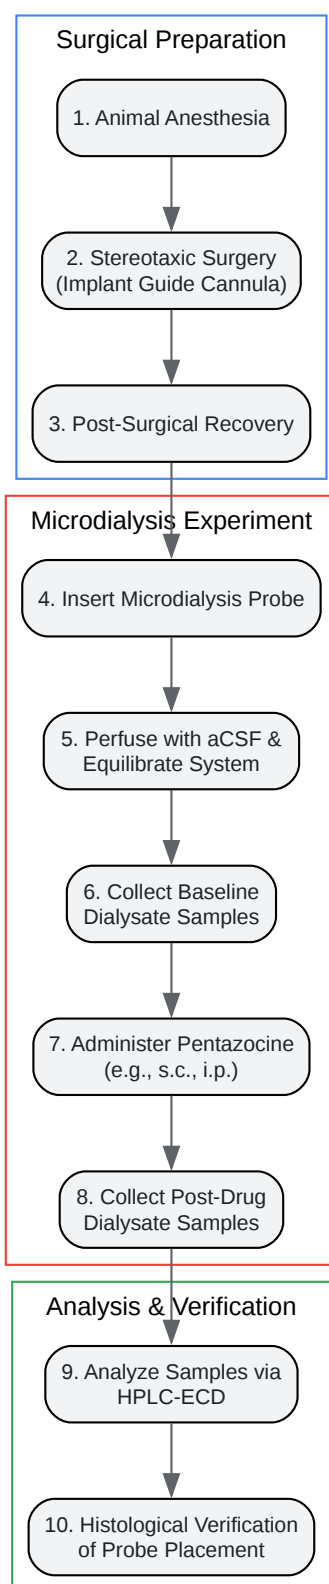 Surgical Preparation
1. Animal Anesthesia
2. Stereotaxic Surgery
(Implant Guide Cannula)
3. Post-Surgical Recovery
Microdialysis Experiment
4. Insert Microdialysis Probe
5. Perfuse with aCSF &
Equilibrate System
6. Collect Baseline
Dialysate Samples
7. Administer Pentazocine
(e.g., s.c., i.p.)
8. Collect Post-Drug
Dialysate Samples
Analysis & Verification
9. Analyze Samples via
HPLC-ECD
10. Histological Verification
of Probe Placement